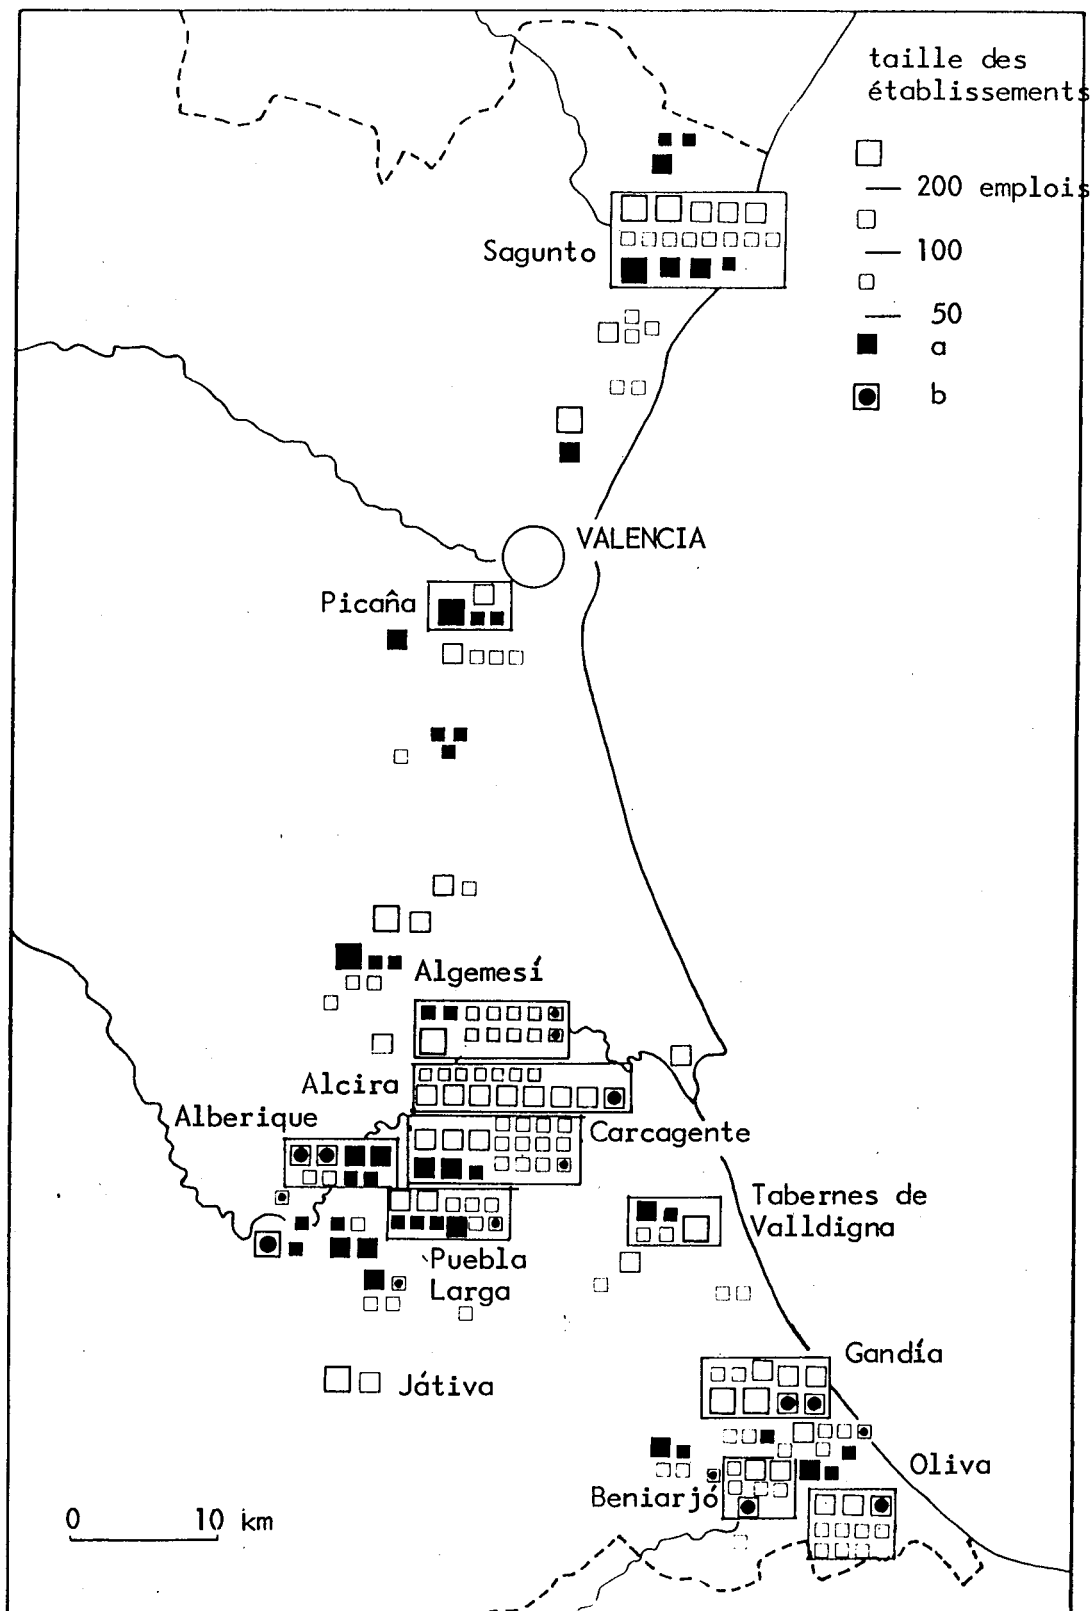 taille des
établissements
200 emplois
100
50
a
b
Sagunto
VALENCIA
Picaña
Algemesí
Alcira
Alberique
Carcagente
Tabernes de
Valldigna
Puebla
Larga
Gandía
Játiva
Oliva
Beniarjó
0 10 km